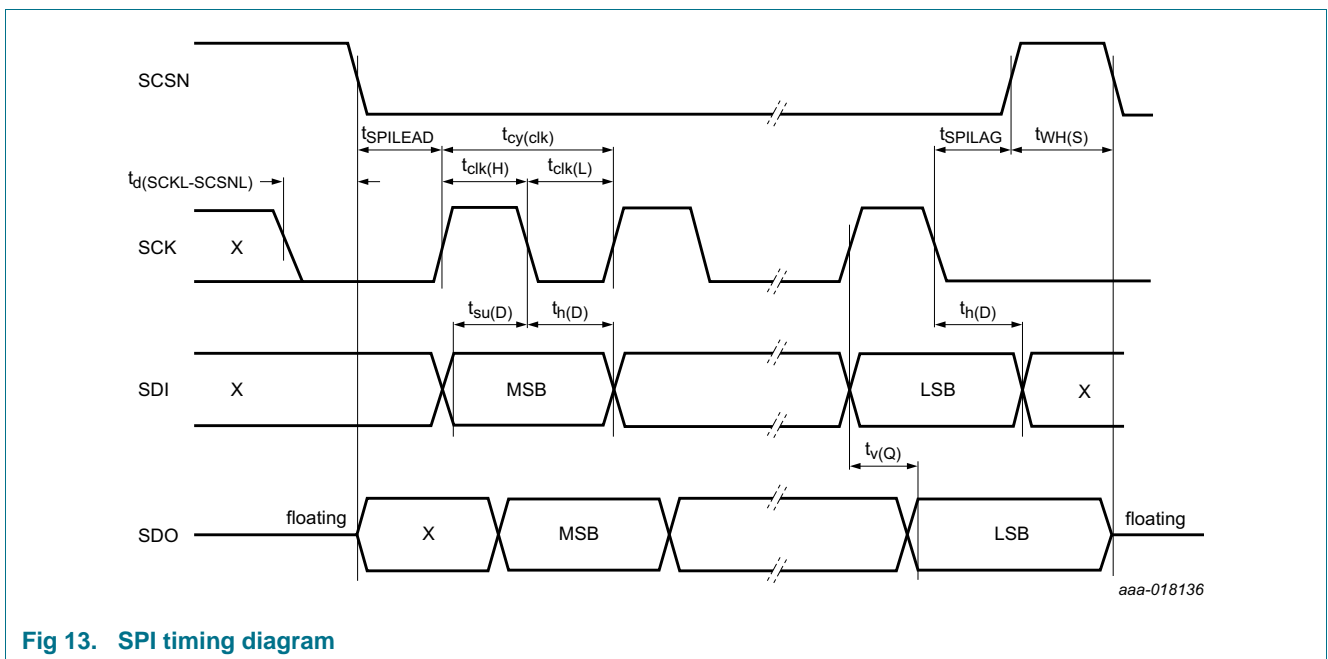 SCSN
tSPILEAD
tcy(clk)
tSPILAG
tWH(S)
td(SCKL-SCSNL)
tclk(H)
tclk(L)
SCK
X
tsu(D)
th(D)
th(D)
SDI
X
MSB
LSB
X
tv(Q)
SDO
floating
X
MSB
LSB
floating
aaa-018136
Fig 13. SPI timing diagram